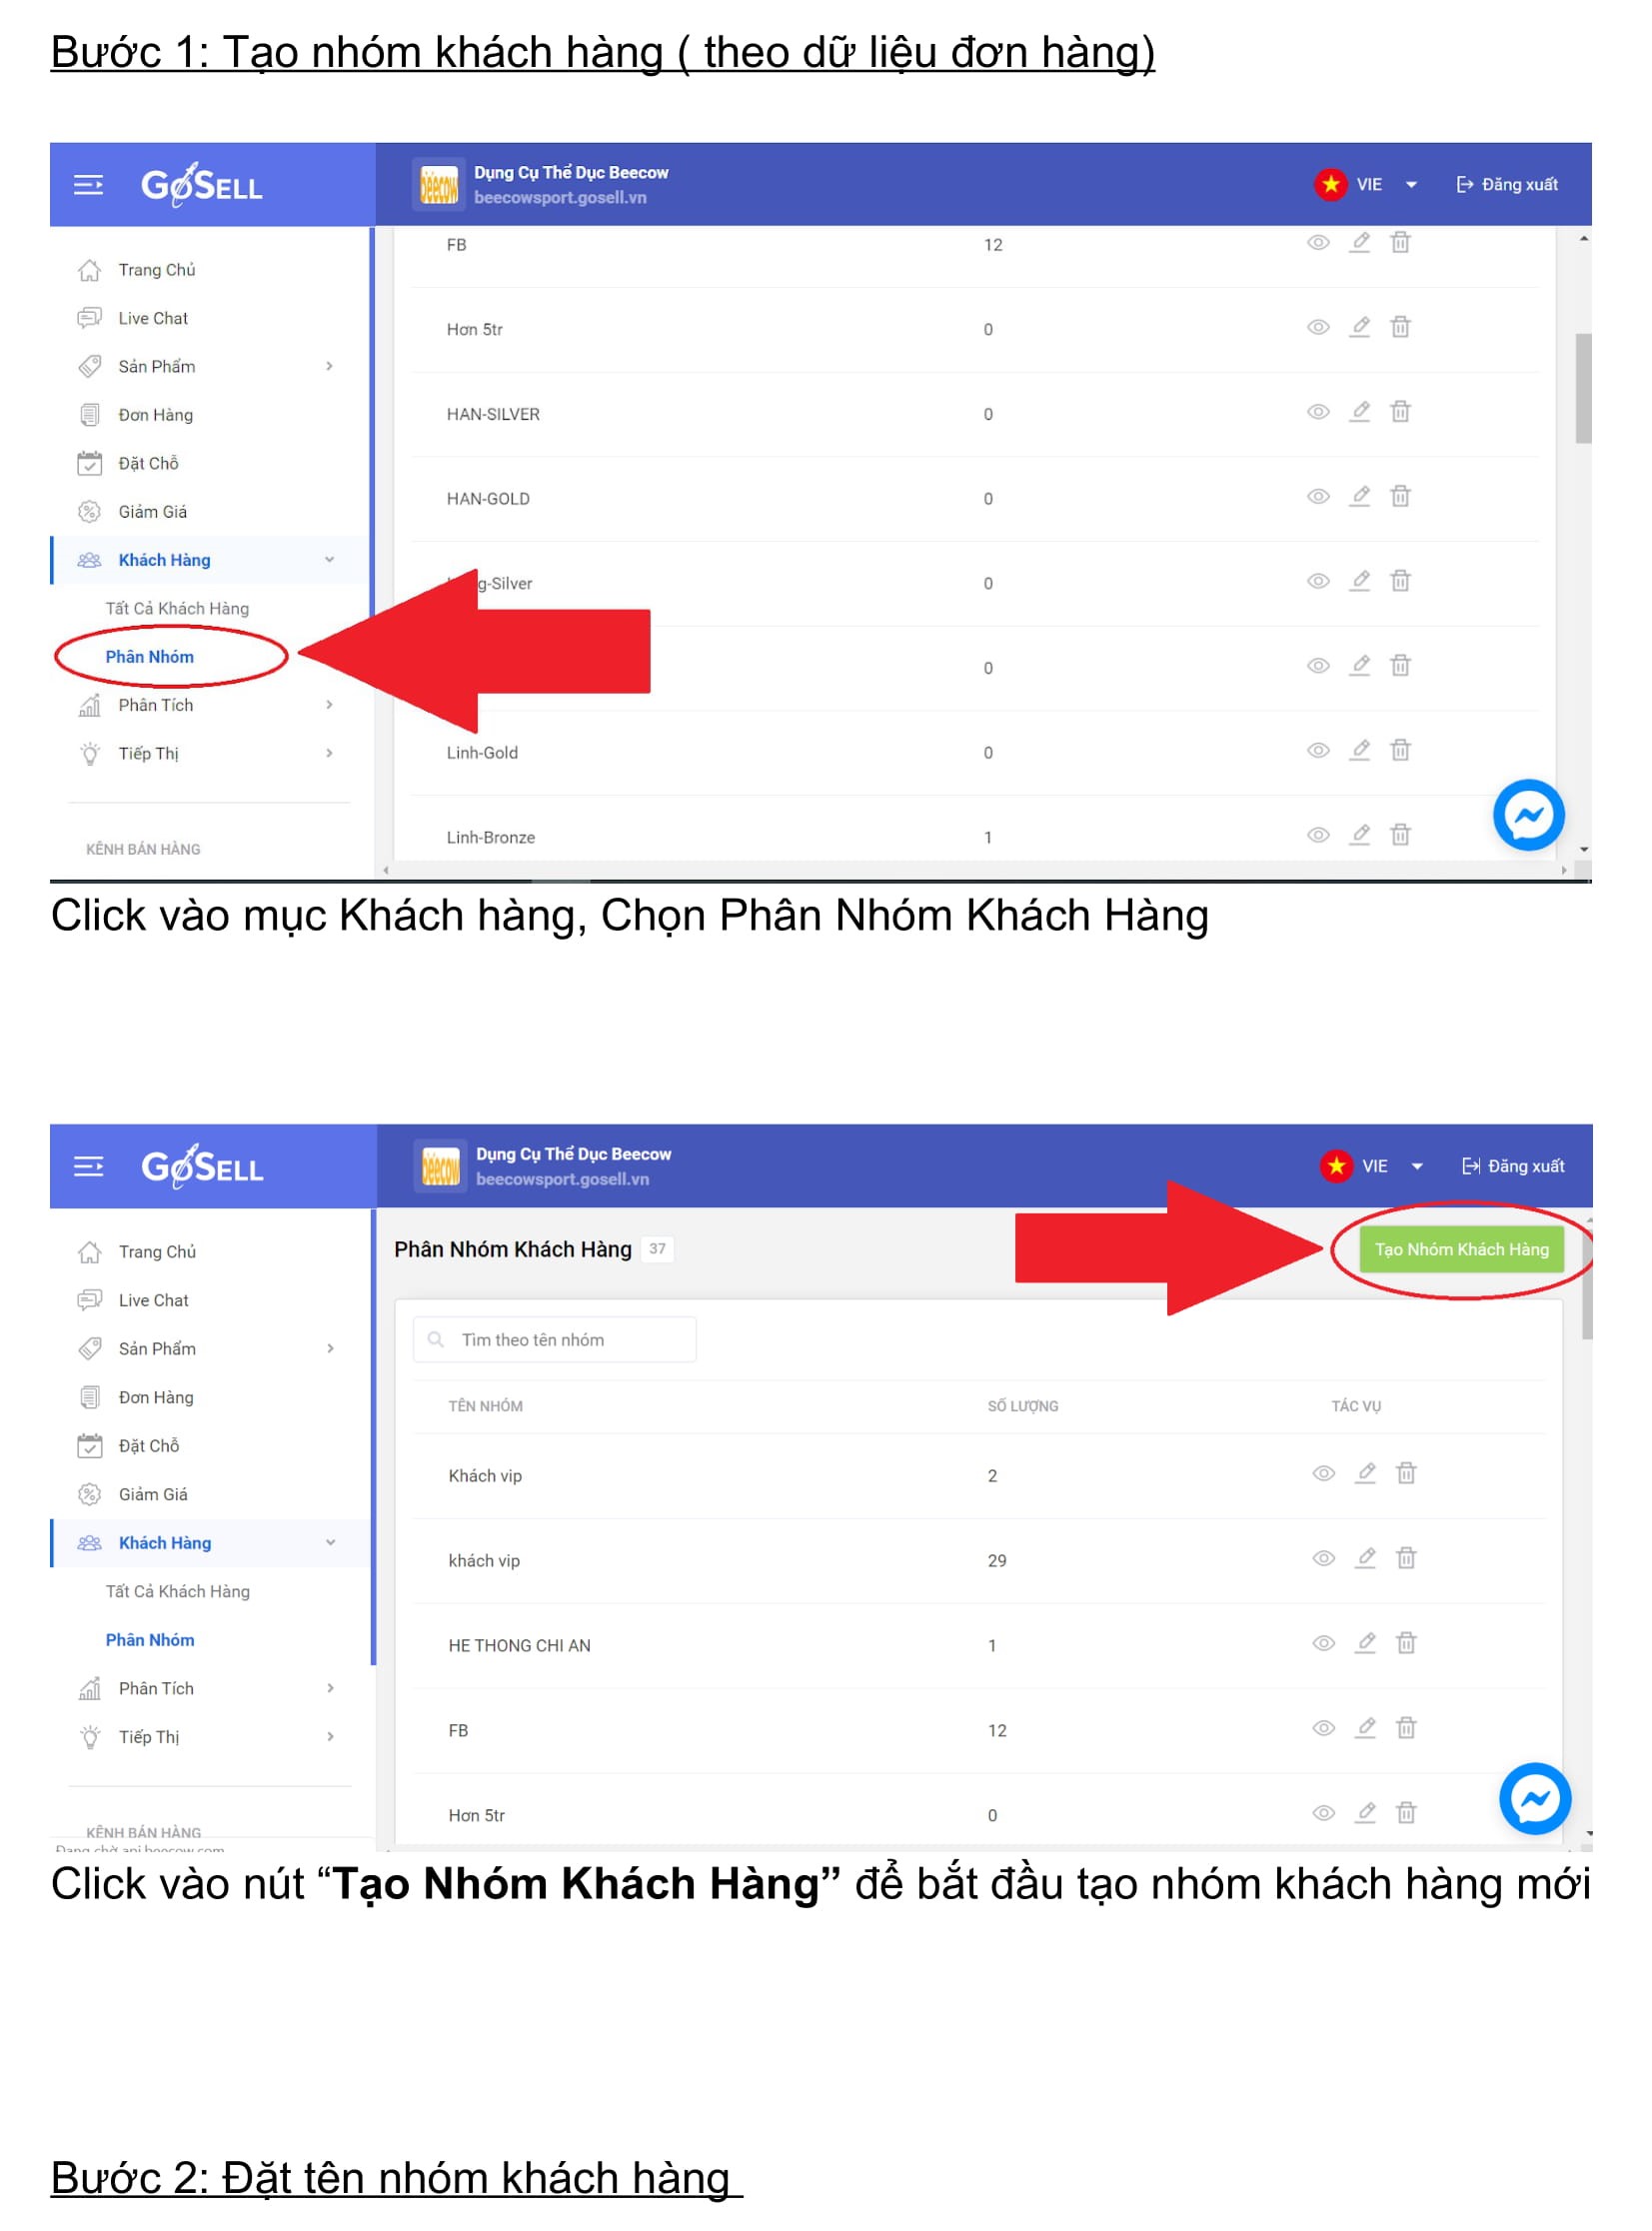 Bước 1: Tạo nhóm khách hàng ( theo dữ liệu đơn hàng)
GoSELL
Dụng Cụ Thể Dục Beecow
beecowsport.gosell.vn
VIE
Đăng xuất
Trang Chủ
Live Chat
Sản Phẩm
Đơn Hàng
Đặt Chỗ
Giảm Giá
Khách Hàng
Tất Cả Khách Hàng
Phân Nhóm
Phân Tích
Tiếp Thị
KÊNH BÁN HÀNG
FB 12
Hơn 5tr 0
HAN-SILVER 0
HAN-GOLD 0
g-Silver 0
0
Linh-Gold 0
Linh-Bronze 1
Click vào mục Khách hàng, Chọn Phân Nhóm Khách Hàng
GoSELL
Dụng Cụ Thể Dục Beecow
beecowsport.gosell.vn
VIE
Đăng xuất
Trang Chủ
Live Chat
Sản Phẩm
Đơn Hàng
Đặt Chỗ
Giảm Giá
Khách Hàng
Tất Cả Khách Hàng
Phân Nhóm
Phân Tích
Tiếp Thị
KÊNH BÁN HÀNG
Phân Nhóm Khách Hàng 37
Tạo Nhóm Khách Hàng
Tìm theo tên nhóm
TÊN NHÓM SỐ LƯỢNG TÁC VỤ
Khách vip 2
khách vip 29
HE THONG CHI AN 1
FB 12
Hơn 5tr 0
Click vào nút “Tạo Nhóm Khách Hàng” để bắt đầu tạo nhóm khách hàng mới
Bước 2: Đặt tên nhóm khách hàng